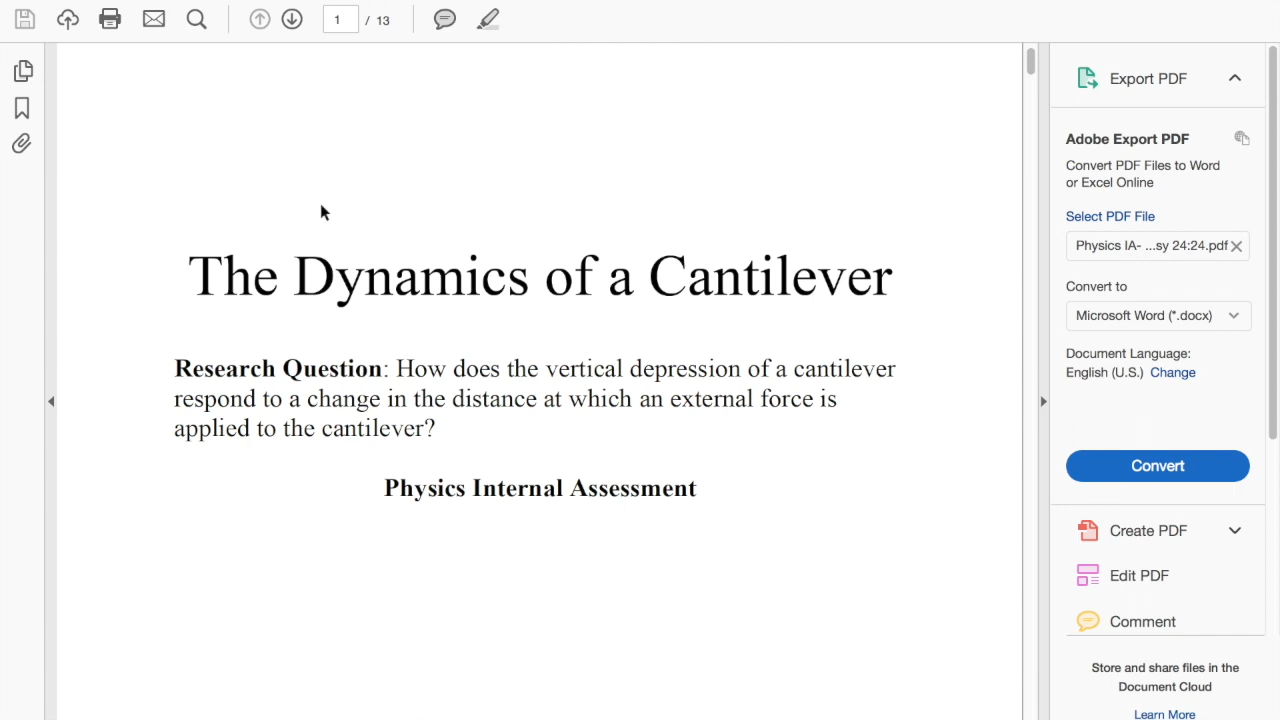 1 / 13
The Dynamics of a Cantilever
Research Question: How does the vertical depression of a cantilever
respond to a change in the distance at which an external force is
applied to the cantilever?
Physics Internal Assessment
Export PDF
Adobe Export PDF
Convert PDF Files to Word
or Excel Online
Select PDF File
Physics IA- ...sy 24:24.pdf
Convert to
Microsoft Word (*.docx)
Document Language:
English (U.S.) Change
Convert
Create PDF
Edit PDF
Comment
Store and share files in the
Document Cloud
Learn More